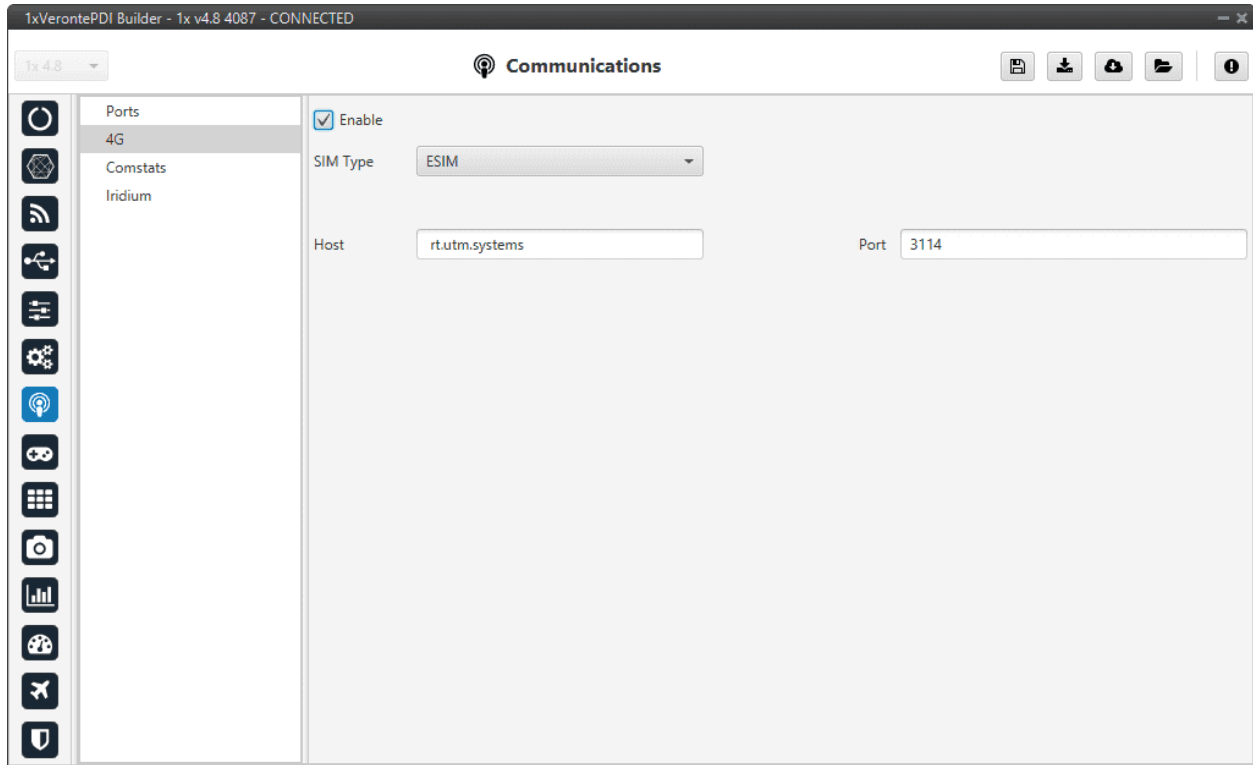 1xVerontePDI Builder - 1x v4.8 4087 - CONNECTED
1x 4.8
Communications
Ports
4G
Comstats
Iridium
Enable
SIM Type ESIM
Host rt.utm.systems Port 3114